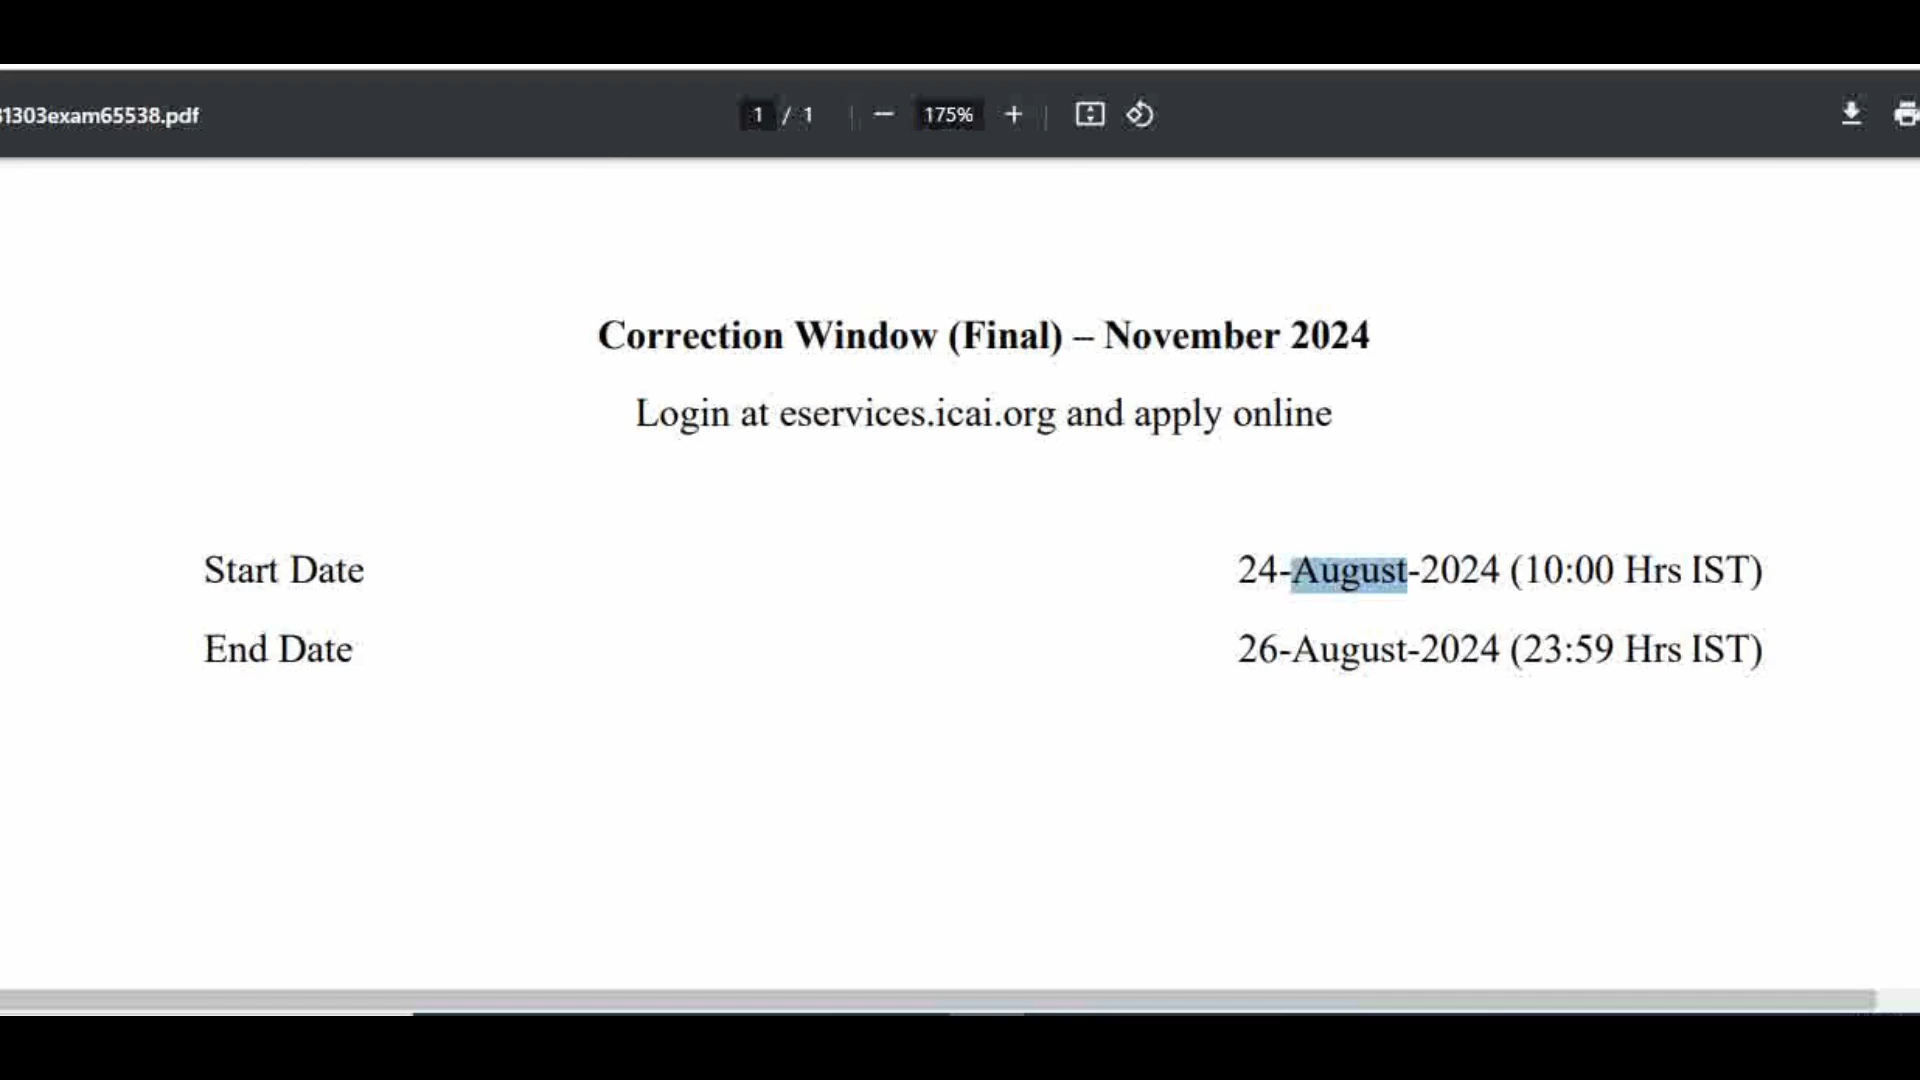 1303exam65538.pdf
1 / 1
175%
Correction Window (Final) – November 2024
Login at eservices.icai.org and apply online
Start Date 24-August-2024 (10:00 Hrs IST)
End Date 26-August-2024 (23:59 Hrs IST)